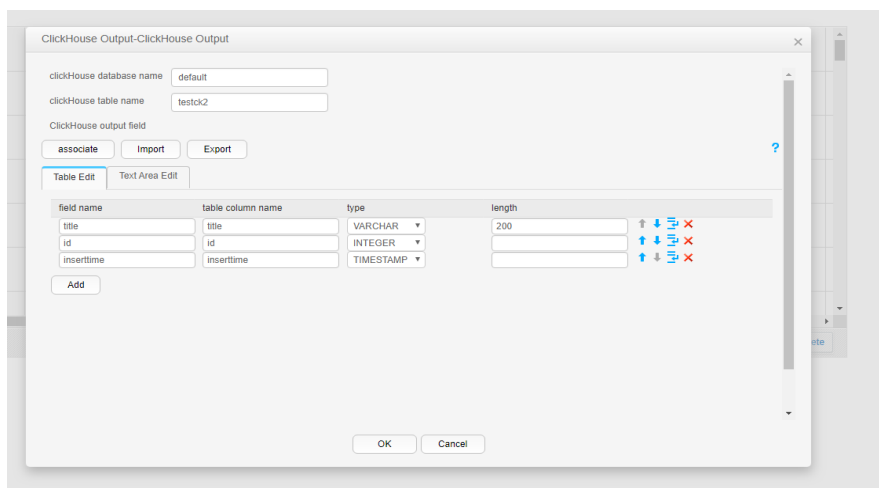 ClickHouse Output-ClickHouse Output
clickHouse database name default
clickHouse table name testck2
ClickHouse output field
associate Import Export
?
Table Edit Text Area Edit
field name table column name type length
title title VARCHAR 200
id id INTEGER
inserttime inserttime TIMESTAMP
Add
ete
OK Cancel